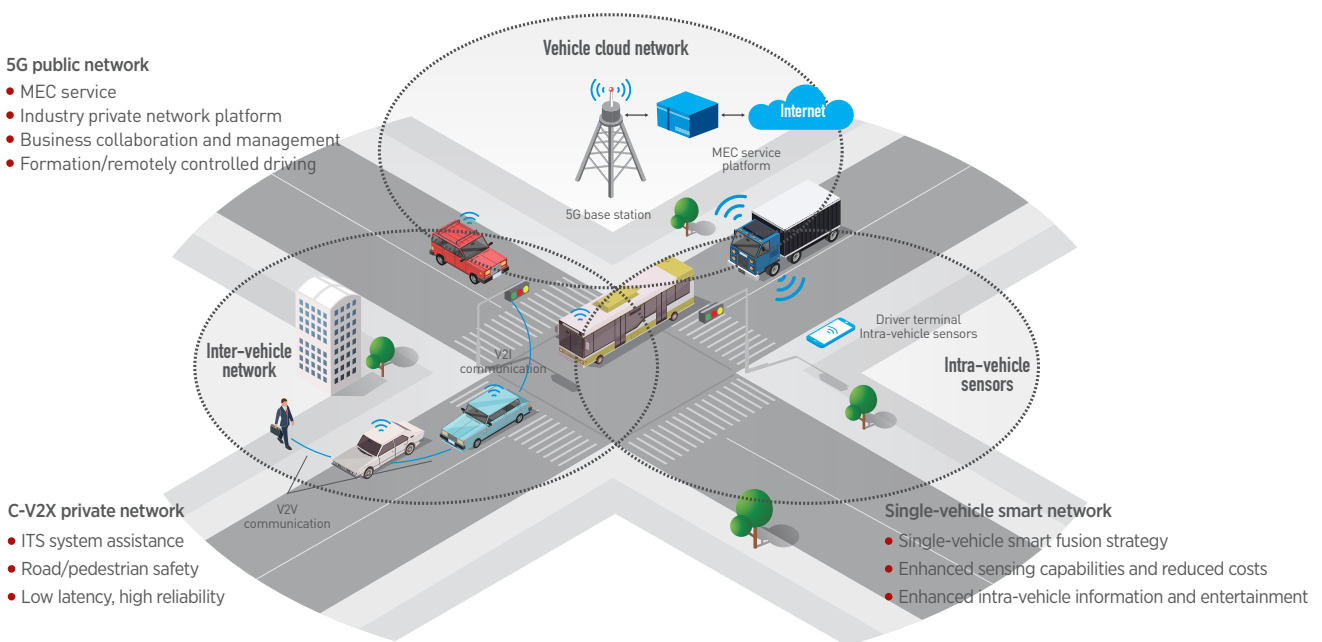 Vehicle cloud network
5G public network
• MEC service
• Industry private network platform
• Business collaboration and management
• Formation/remotely controlled driving
Internet
MEC service
platform
5G base station
Driver terminal
Intra-vehicle sensors
Inter-vehicle
network
V2I
communication
Intra-vehicle
sensors
V2V
communication
C-V2X private network
• ITS system assistance
• Road/pedestrian safety
• Low latency, high reliability
Single-vehicle smart network
• Single-vehicle smart fusion strategy
• Enhanced sensing capabilities and reduced costs
• Enhanced intra-vehicle information and entertainment